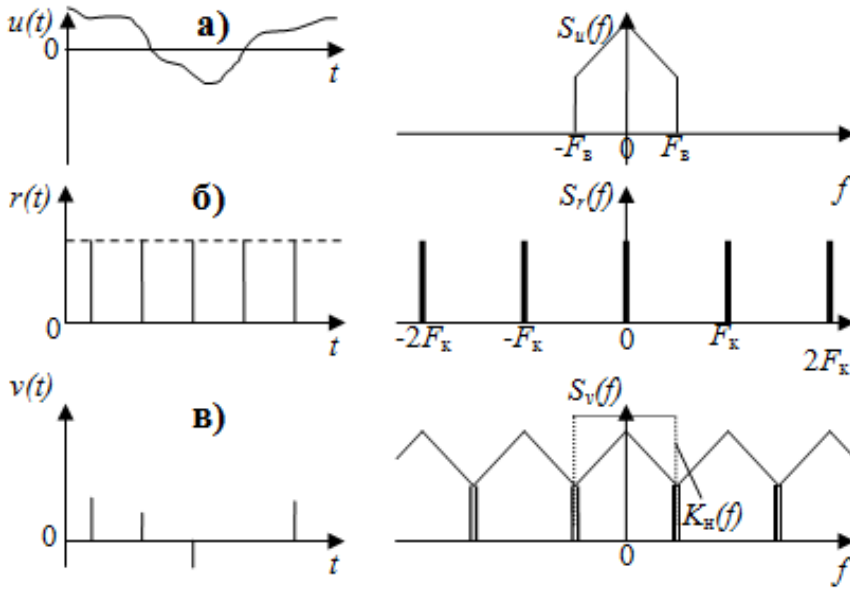 u(t)
а)
0
t
S_u(f)
-F_в
0
F_в
f
r(t)
б)
0
t
S_r(f)
-2F_к
-F_к
0
F_к
2F_к
v(t)
в)
0
t
S_v(f)
K_н(f)
0
f